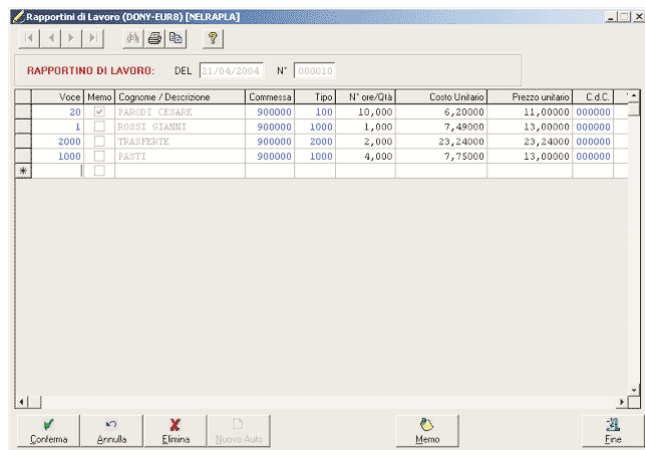 Rapportini di Lavoro (DONY-EUR8) [NELRAPLA]
RAPPORTINO DI LAVORO: DEL 21/04/2004 N° 000010
Voce Memo Cognome / Descrizione Commessa Tipo N° ore/Qtà Costo Unitario Prezzo unitario C.d.C.
20 PARODI CESARE 900000 100 10,000 6,20000 11,00000 000000
1 ROSSI GIANNI 900000 1000 1,000 7,49000 13,00000 000000
2000 TRASFERTE 900000 2000 2,000 23,24000 23,24000 000000
1000 PASTI 900000 1000 4,000 7,75000 13,00000 000000
Conferma Annulla Elimina Nuovo Auto Memo Fine